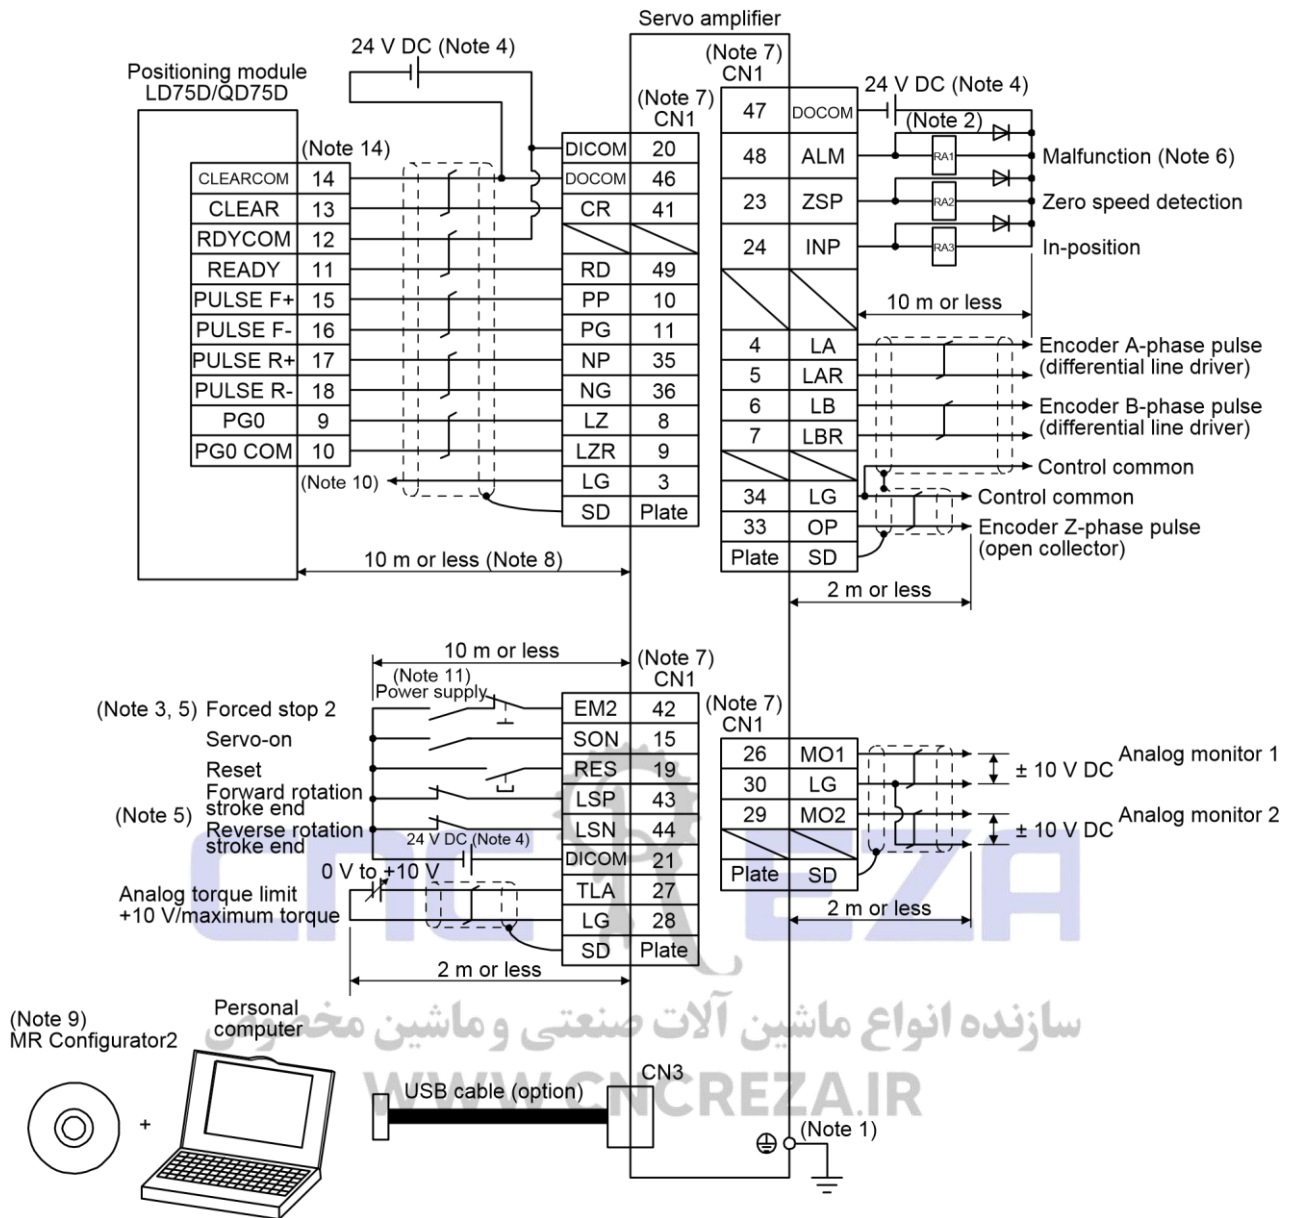 Servo amplifier
24 V DC (Note 4)
Positioning module
LD75D/QD75D
(Note 14)
CLEARCOM 14
CLEAR 13
RDYCOM 12
READY 11
PULSE F+ 15
PULSE F- 16
PULSE R+ 17
PULSE R- 18
PG0 9
PG0 COM 10
(Note 10)
(Note 7)
CN1
DICOM 20
DOCOM 46
CR 41
RD 49
PP 10
PG 11
NP 35
NG 36
LZ 8
LZR 9
LG 3
SD Plate
10 m or less (Note 8)
(Note 7)
CN1
47 DOCOM
48 ALM
23 ZSP
24 INP
4 LA
5 LAR
6 LB
7 LBR
34 LG
33 OP
Plate SD
24 V DC (Note 4)
(Note 2)
RA1
Malfunction (Note 6)
RA2
Zero speed detection
RA3
In-position
10 m or less
Encoder A-phase pulse
(differential line driver)
Encoder B-phase pulse
(differential line driver)
Control common
Control common
Encoder Z-phase pulse
(open collector)
2 m or less
10 m or less
(Note 11)
Power supply
(Note 3, 5) Forced stop 2
Servo-on
Reset
Forward rotation
stroke end
(Note 5)
Reverse rotation
stroke end
24 V DC (Note 4)
0 V to +10 V
Analog torque limit
+10 V/maximum torque
2 m or less
(Note 7)
CN1
EM2 42
SON 15
RES 19
LSP 43
LSN 44
DICOM 21
TLA 27
LG 28
SD Plate
(Note 7)
CN1
26 MO1
30 LG
29 MO2
Plate SD
± 10 V DC
Analog monitor 1
± 10 V DC
Analog monitor 2
2 m or less
CNC REZA
سازنده انواع ماشین آلات صنعتی و ماشین مخصوص
WWW.CNCREZA.IR
(Note 9)
MR Configurator2
+
Personal
computer
USB cable (option)
CN3
(Note 1)